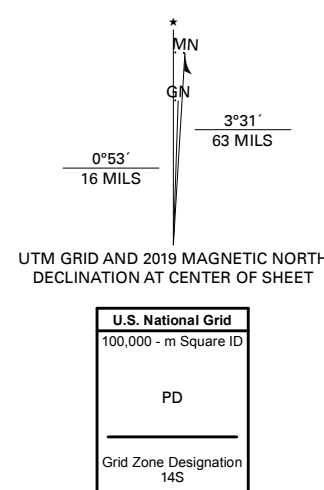 ★
MN
GN
3°31´
63 MILS
0°53´
16 MILS
UTM GRID AND 2019 MAGNETIC NORTH
DECLINATION AT CENTER OF SHEET
U.S. National Grid
100,000 - m Square ID
PD
Grid Zone Designation
14S